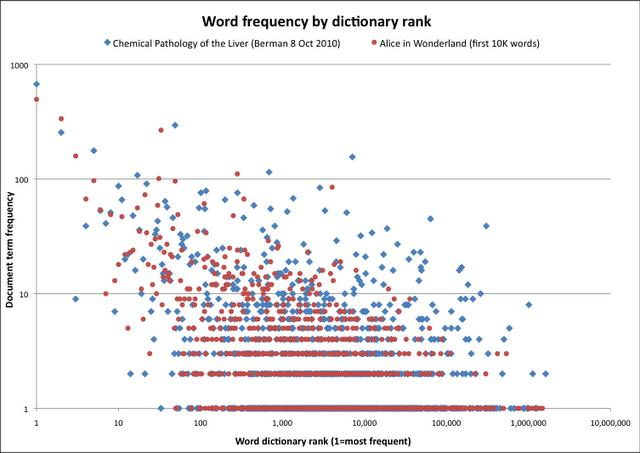 Word frequency by dictionary rank
Chemical Pathology of the Liver (Berman 8 Oct 2010) Alice in Wonderland (first 10K words)
Document term frequency
1000
100
10
1
1 10 100 1,000 10,000 100,000 1,000,000 10,000,000
Word dictionary rank (1=most frequent)